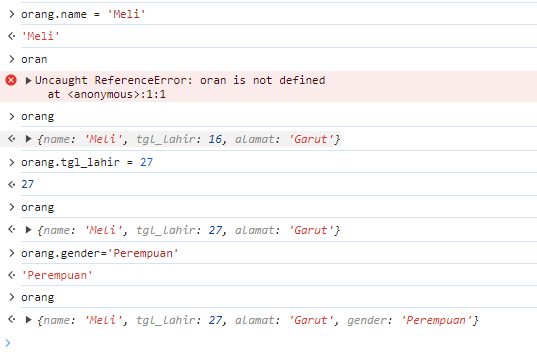 orang.name = 'Meli'
'Meli'
oran
Uncaught ReferenceError: oran is not defined
at <anonymous>:1:1
orang
{name: 'Meli', tgl_lahir: 16, alamat: 'Garut'}
orang.tgl_lahir = 27
27
orang
{name: 'Meli', tgl_lahir: 27, alamat: 'Garut'}
orang.gender='Perempuan'
'Perempuan'
orang
{name: 'Meli', tgl_lahir: 27, alamat: 'Garut', gender: 'Perempuan'}